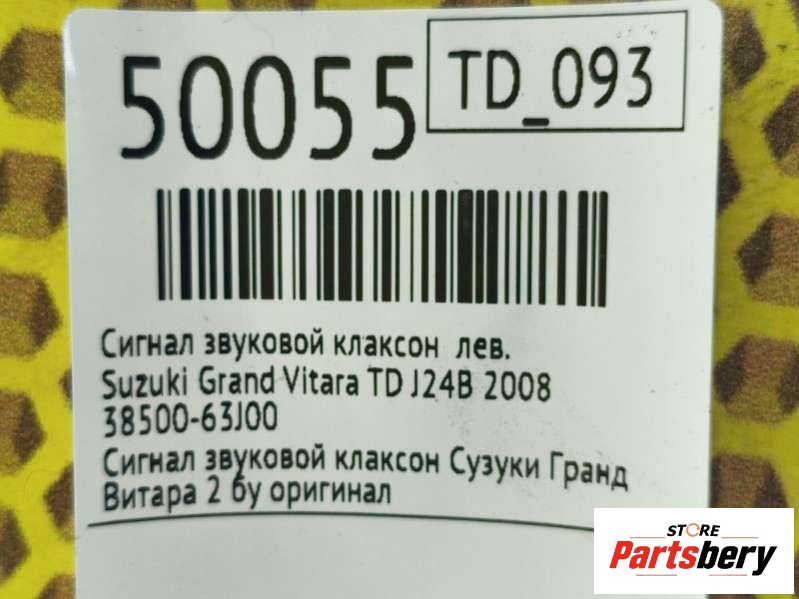 50055
TD_093
Сигнал звуковой клаксон лев.
Suzuki Grand Vitara TD J24B 2008
38500-63J00
Сигнал звуковой клаксон Сузуки Гранд
Витара 2 бу оригинал
STORE
Partsbery